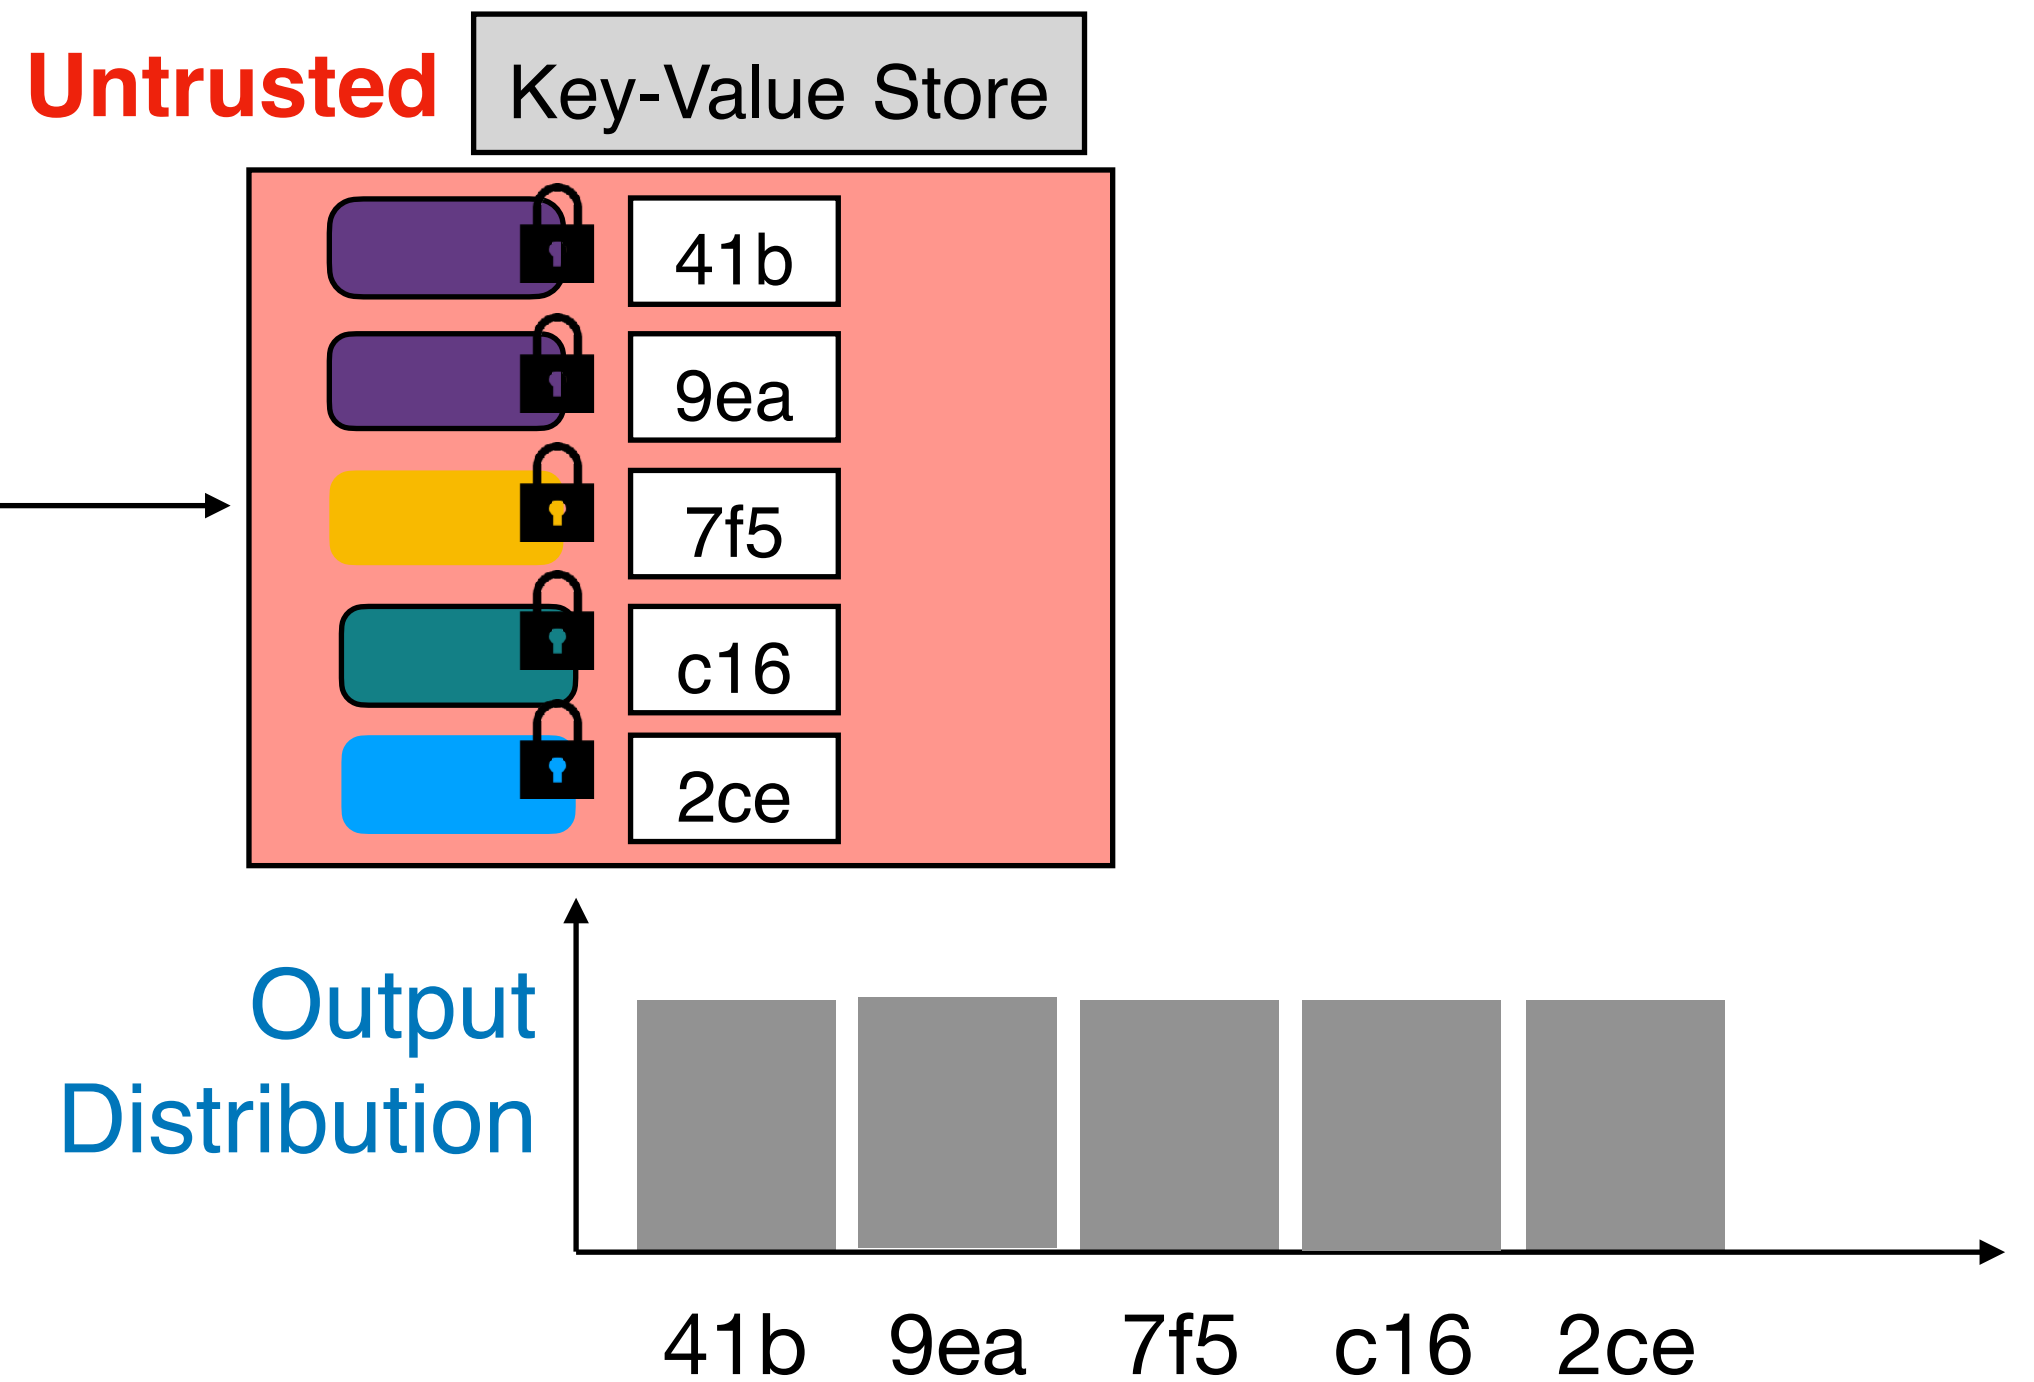 Untrusted
Key-Value Store
41b
9ea
7f5
c16
2ce
Output
Distribution
41b 9ea 7f5 c16 2ce